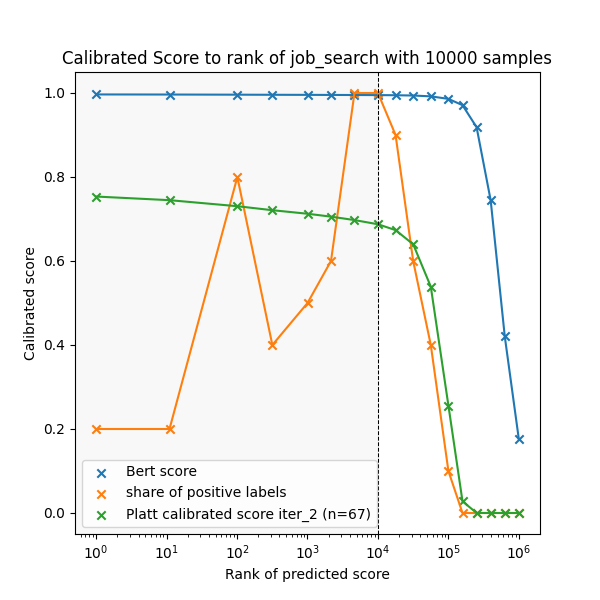 Calibrated Score to rank of job_search with 10000 samples
Calibrated score
1.0
0.8
0.6
0.4
0.2
0.0
Bert score
share of positive labels
Platt calibrated score iter_2 (n=67)
10⁰ 10¹ 10² 10³ 10⁴ 10⁵ 10⁶
Rank of predicted score